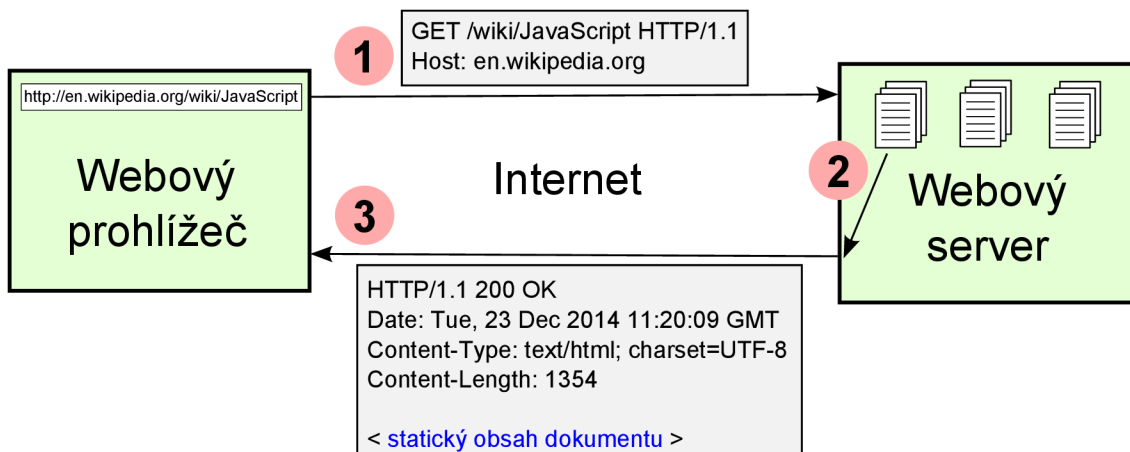 1
GET /wiki/JavaScript HTTP/1.1
Host: en.wikipedia.org
http://en.wikipedia.org/wiki/JavaScript
Webový
prohlížeč
Internet
2
Webový
server
3
HTTP/1.1 200 OK
Date: Tue, 23 Dec 2014 11:20:09 GMT
Content-Type: text/html; charset=UTF-8
Content-Length: 1354
< statický obsah dokumentu >